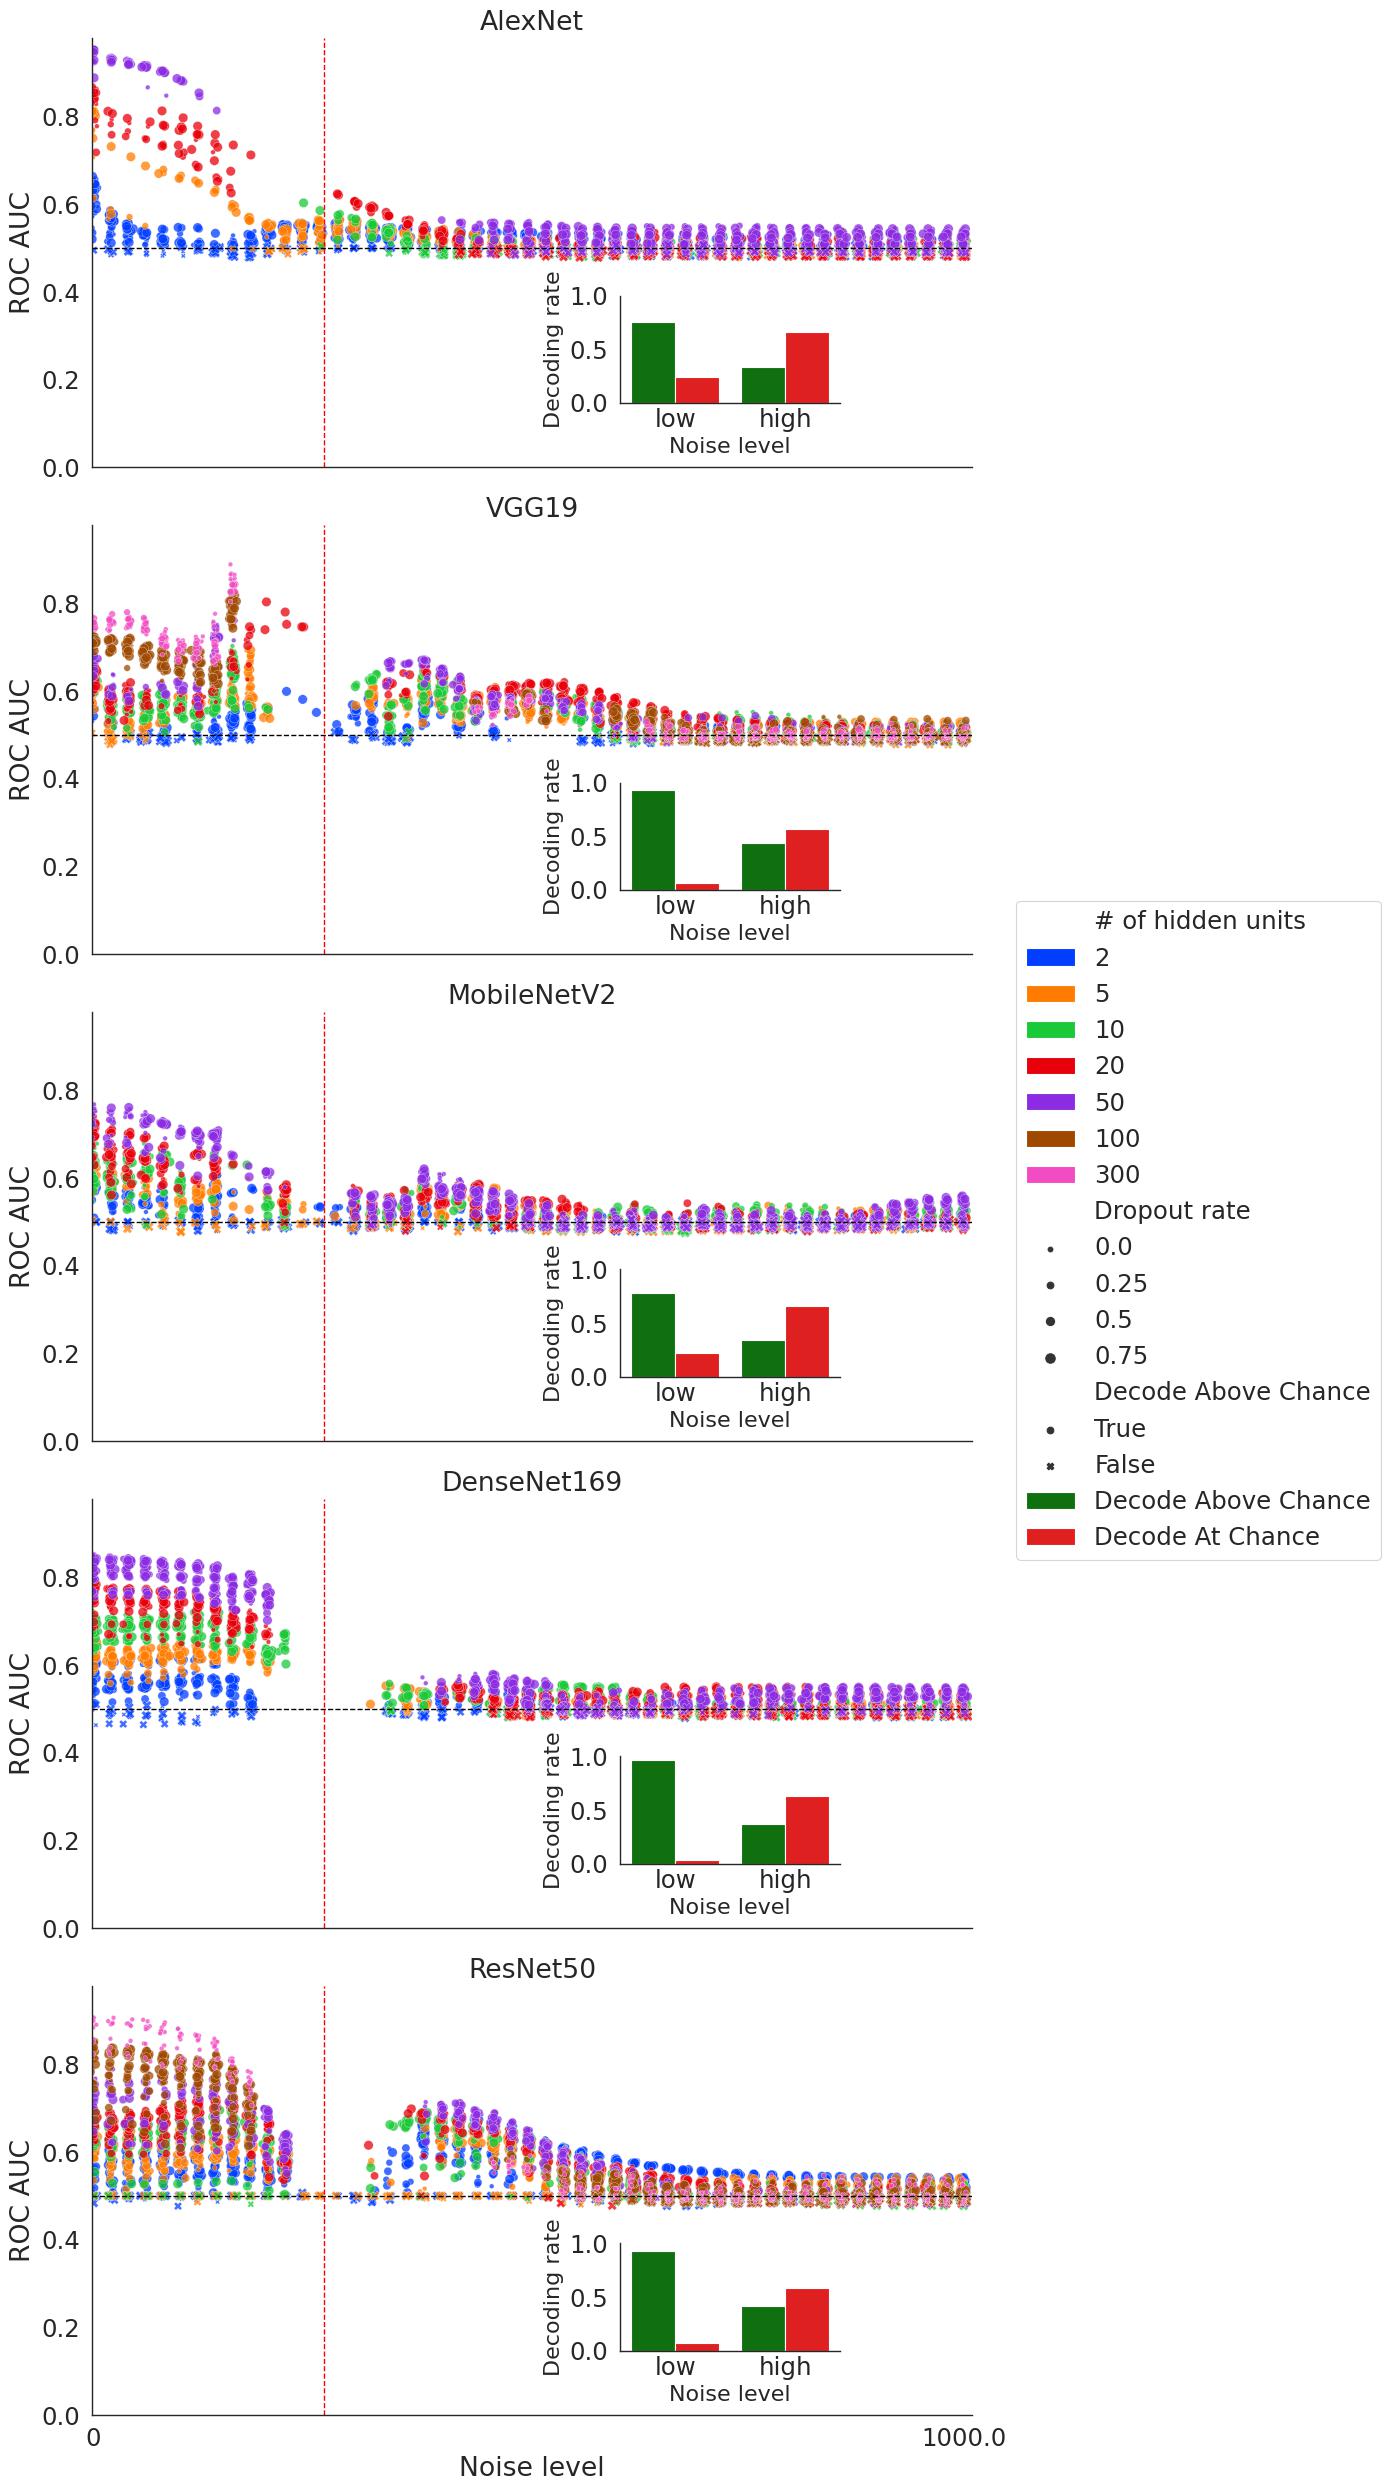 AlexNet
ROC AUC
0.8
0.6
0.4
0.2
0.0
Decoding rate
1.0
0.5
0.0
low high
Noise level
VGG19
ROC AUC
0.8
0.6
0.4
0.2
0.0
Decoding rate
1.0
0.5
0.0
low high
Noise level
MobileNetV2
ROC AUC
0.8
0.6
0.4
0.2
0.0
Decoding rate
1.0
0.5
0.0
low high
Noise level
DenseNet169
ROC AUC
0.8
0.6
0.4
0.2
0.0
Decoding rate
1.0
0.5
0.0
low high
Noise level
ResNet50
ROC AUC
0.8
0.6
0.4
0.2
0.0
Decoding rate
1.0
0.5
0.0
low high
Noise level
0 1000.0
Noise level
# of hidden units
2
5
10
20
50
100
300
Dropout rate
0.0
0.25
0.5
0.75
Decode Above Chance
True
False
Decode Above Chance
Decode At Chance